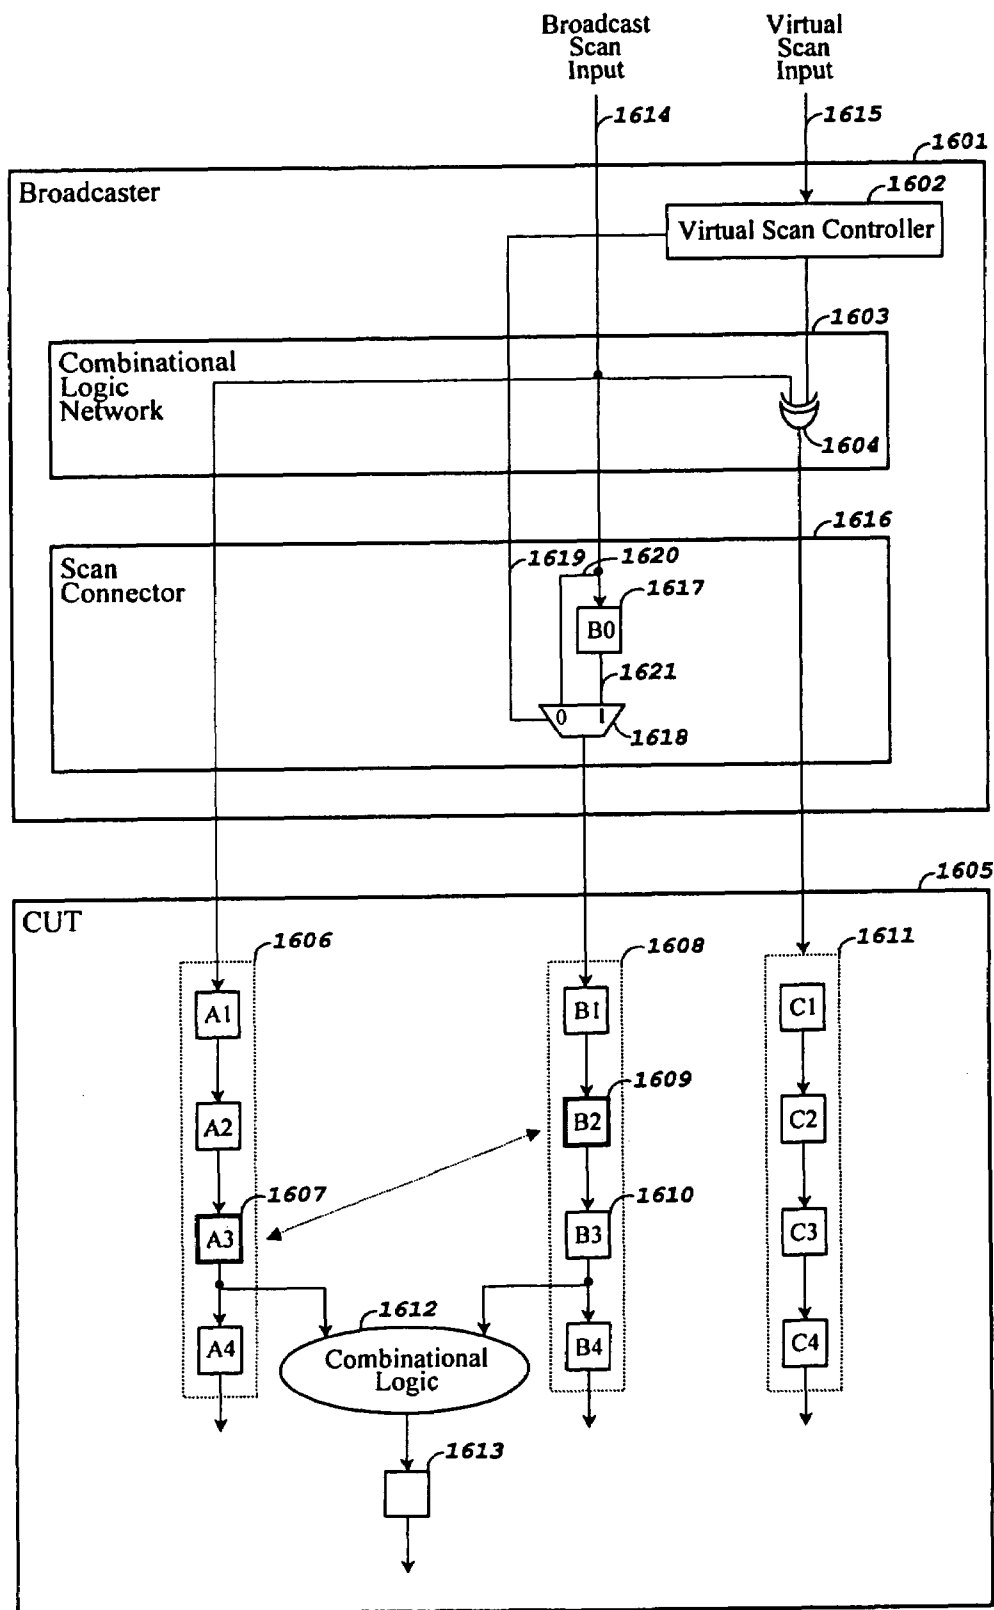 Broadcast
Scan
Input
Virtual
Scan
Input
1614
1615
1601
Broadcaster
1602
Virtual Scan Controller
1603
Combinational
Logic
Network
1604
1616
Scan
Connector
1619
1620
1617
B0
1621
0
1
1618
1605
CUT
1606
1608
1611
A1
B1
C1
1609
A2
B2
C2
1607
1610
A3
B3
C3
1612
A4
Combinational
Logic
B4
C4
1613